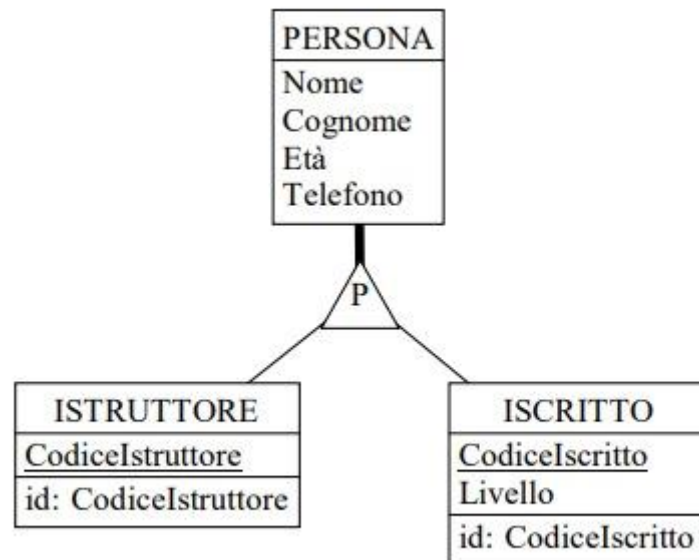 PERSONA
Nome
Cognome
Età
Telefono
P
ISTRUTTORE
CodiceIstruttore
id: CodiceIstruttore
ISCRITTO
CodiceIscritto
Livello
id: CodiceIscritto